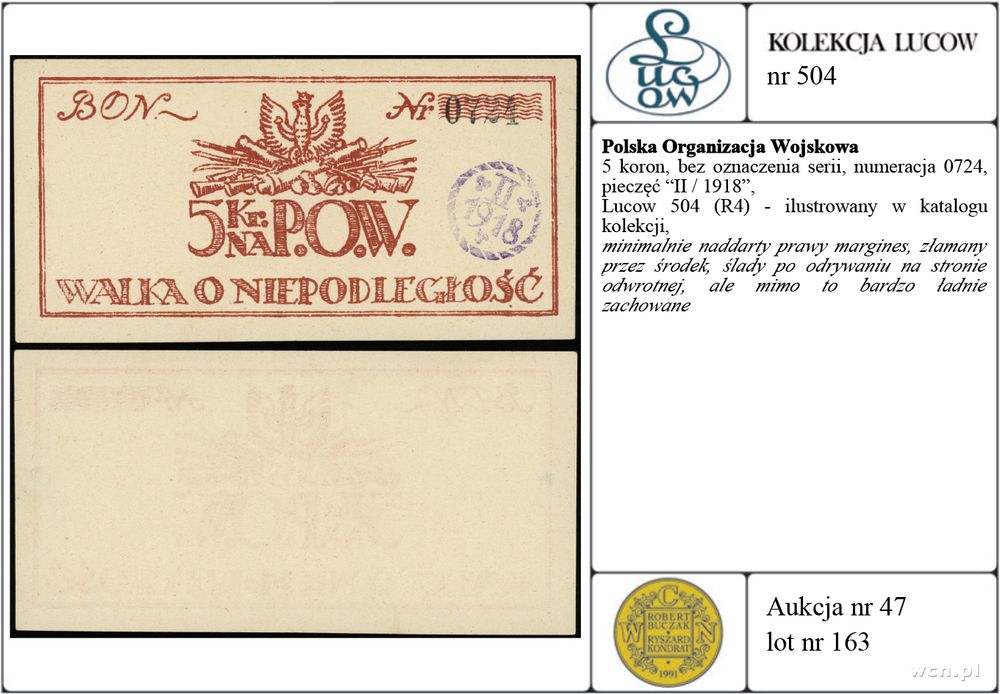 BON
Nr 0724
5 Kr. NA P.O.W.
II
1918
WALKA O NIEPODLEGŁOŚĆ
Lucow
KOLEKCJA LUCOW
nr 504
Polska Organizacja Wojskowa
5 koron, bez oznaczenia serii, numeracja 0724,
pieczęć “II / 1918”,
Lucow 504 (R4) - ilustrowany w katalogu
kolekcji,
minimalnie naddarty prawy margines, złamany
przez środek, ślady po odrywaniu na stronie
odwrotnej, ale mimo to bardzo ładnie
zachowane
C
W N
ROBERT
BUCZAK
RYSZARD
KONDRAT
1991
Aukcja nr 47
lot nr 163
wcn.pl